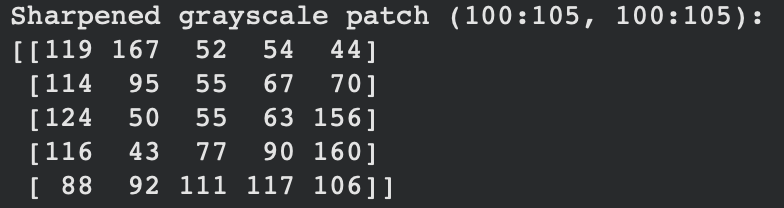 Sharpened grayscale patch (100:105, 100:105):
[[119 167  52  54  44]
 [114  95  55  67  70]
 [124  50  55  63 156]
 [116  43  77  90 160]
 [ 88  92 111 117 106]]